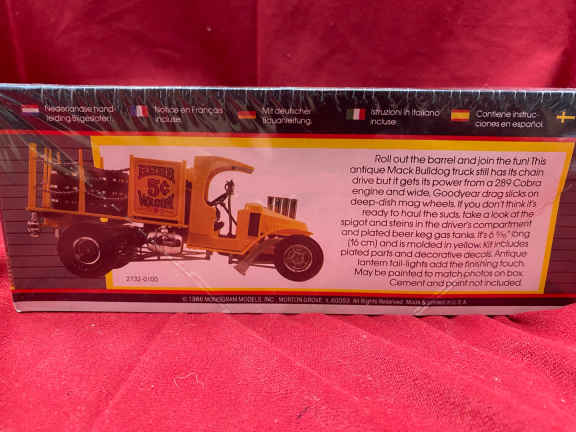 Nederlandse hand-
leiding bijgesloten.
Notice en Français
incluse.
Mit deutscher
Bauanleitung.
Istruzioni in Italiano
incluse.
Contiene instruc-
ciones en español.
Roll out the barrel and join the fun! This
antique Mack Bulldog truck still has its chain
drive but it gets its power from a 289 Cobra
engine and wide, Goodyear drag slicks on
deep-dish mag wheels. If you don't think it's
ready to haul the suds, take a look at the
spigot and steins in the driver's compartment
and plated beer keg gas tanks. It's 6 5/16" long
(16 cm) and is molded in yellow. Kit includes
plated parts and decorative decals. Antique
lantern tail-lights add the finishing touch.
May be painted to match photos on box.
Cement and paint not included.
BEER
5¢
WAGON
2732-0100
© 1986 MONOGRAM MODELS, INC. MORTON GROVE, IL 60053 All Rights Reserved Made & printed in U.S.A.